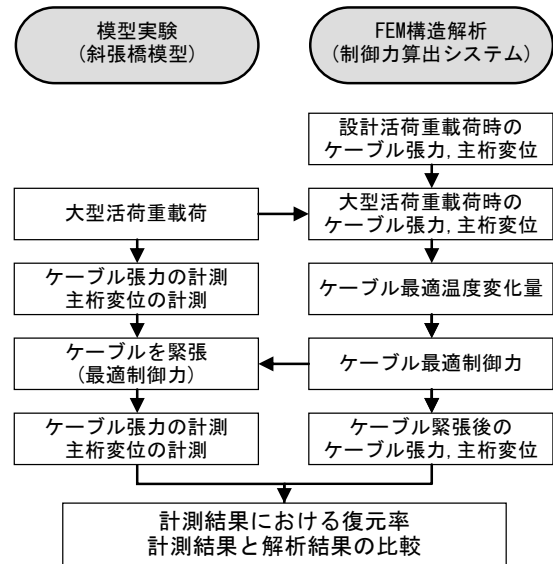 模型実験
(斜張橋模型)
FEM構造解析
(制御力算出システム)
設計活荷重載荷時の
ケーブル張力, 主桁変位
大型活荷重載荷
大型活荷重載荷時の
ケーブル張力, 主桁変位
ケーブル張力の計測
主桁変位の計測
ケーブル最適温度変化量
ケーブルを緊張
(最適制御力)
ケーブル最適制御力
ケーブル張力の計測
主桁変位の計測
ケーブル緊張後の
ケーブル張力, 主桁変位
計測結果における復元率
計測結果と解析結果の比較